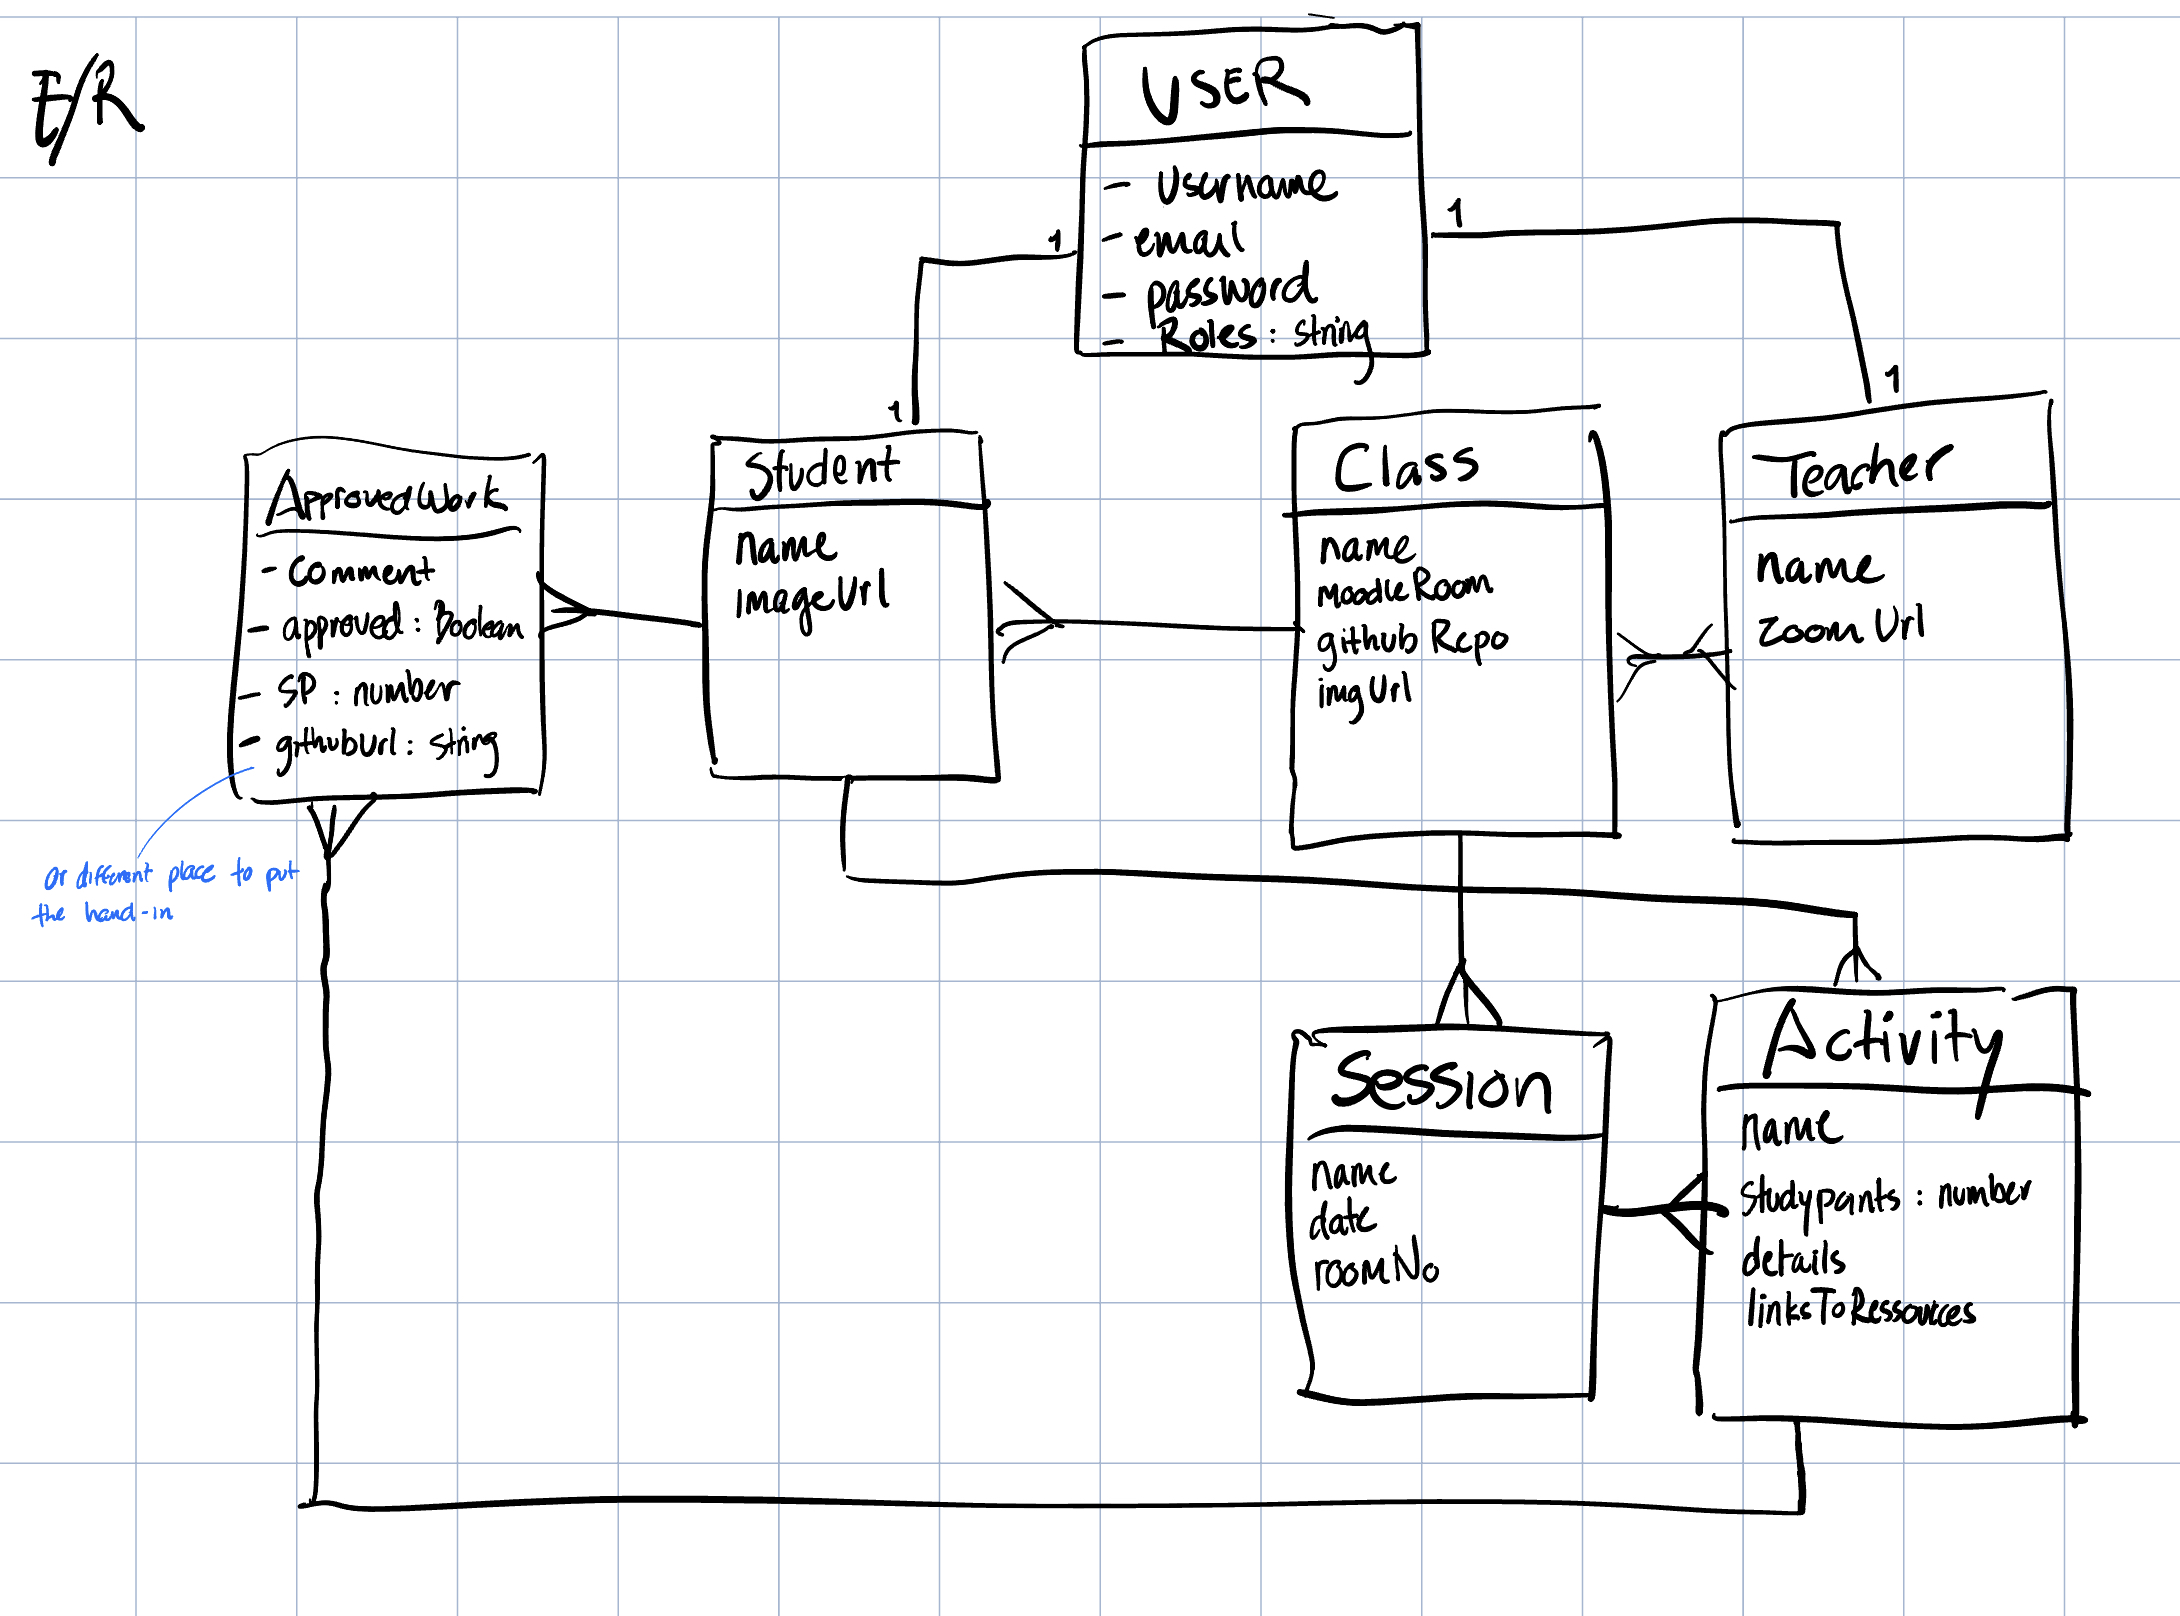 E/R
USER
- Username
- email
- password
- Roles : string
1
1
1
1
ApprovedWork
- Comment
- approved : Boolean
- SP : number
- githubUrl : string
or different place to put
the hand-in
Student
name
imageUrl
Class
name
MoodleRoom
github Repo
imgUrl
Teacher
name
zoomUrl
Session
name
date
roomNo
Activity
name
Studypoints : number
details
linksToRessources